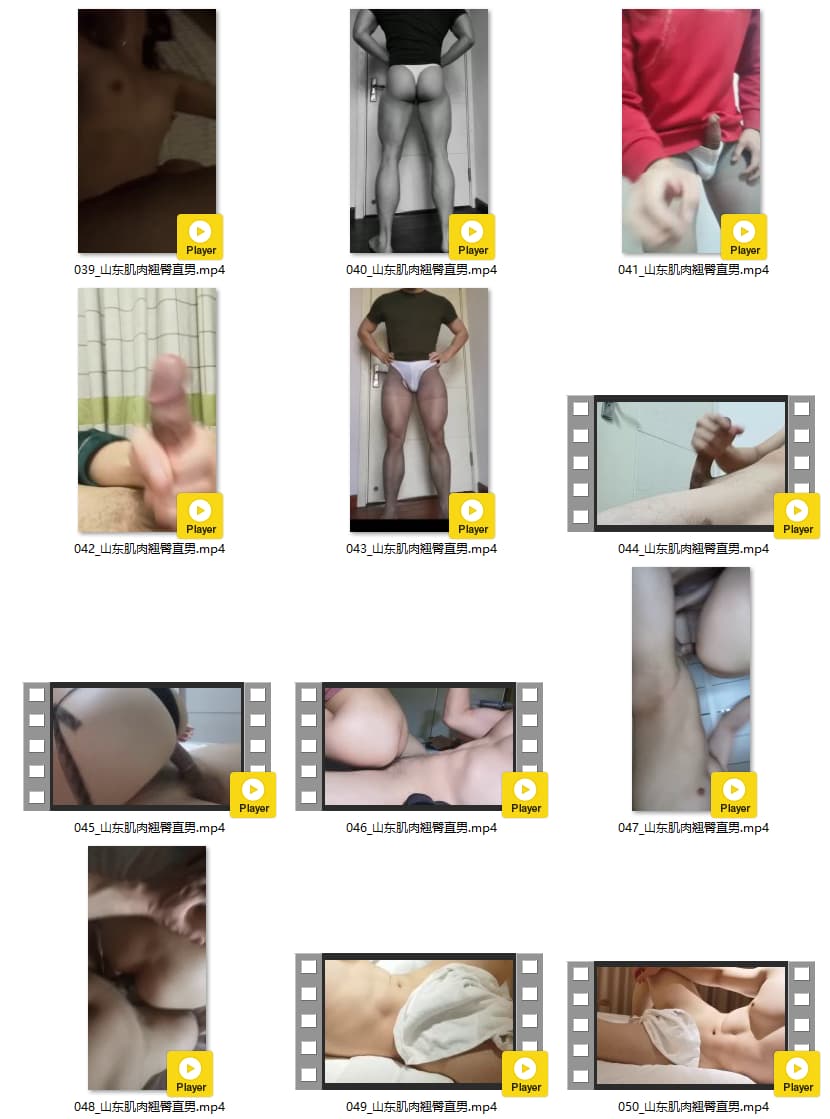 Player
Player
Player
039_山东肌肉翘臀直男.mp4
040_山东肌肉翘臀直男.mp4
041_山东肌肉翘臀直男.mp4
Player
Player
Player
042_山东肌肉翘臀直男.mp4
043_山东肌肉翘臀直男.mp4
044_山东肌肉翘臀直男.mp4
Player
Player
Player
045_山东肌肉翘臀直男.mp4
046_山东肌肉翘臀直男.mp4
047_山东肌肉翘臀直男.mp4
Player
Player
Player
048_山东肌肉翘臀直男.mp4
049_山东肌肉翘臀直男.mp4
050_山东肌肉翘臀直男.mp4